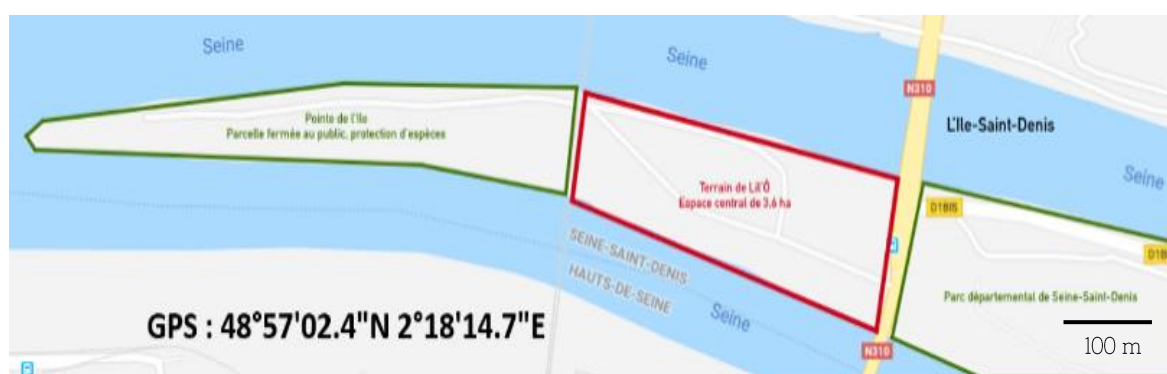 Seine
Seine
N310
L'Ile-Saint-Denis
Pointe de l'Ile
Parcelle fermée au public, protection d'espèces
Seine
Terrain de Lil'Ô
Espace central de 3,6 ha
D1BIS
SEINE-SAINT-DENIS
HAUTS-DE-SEINE
D1B
Parc départemental de Seine-Saint-Denis
Seine
GPS : 48°57'02.4"N 2°18'14.7"E
N310
100 m